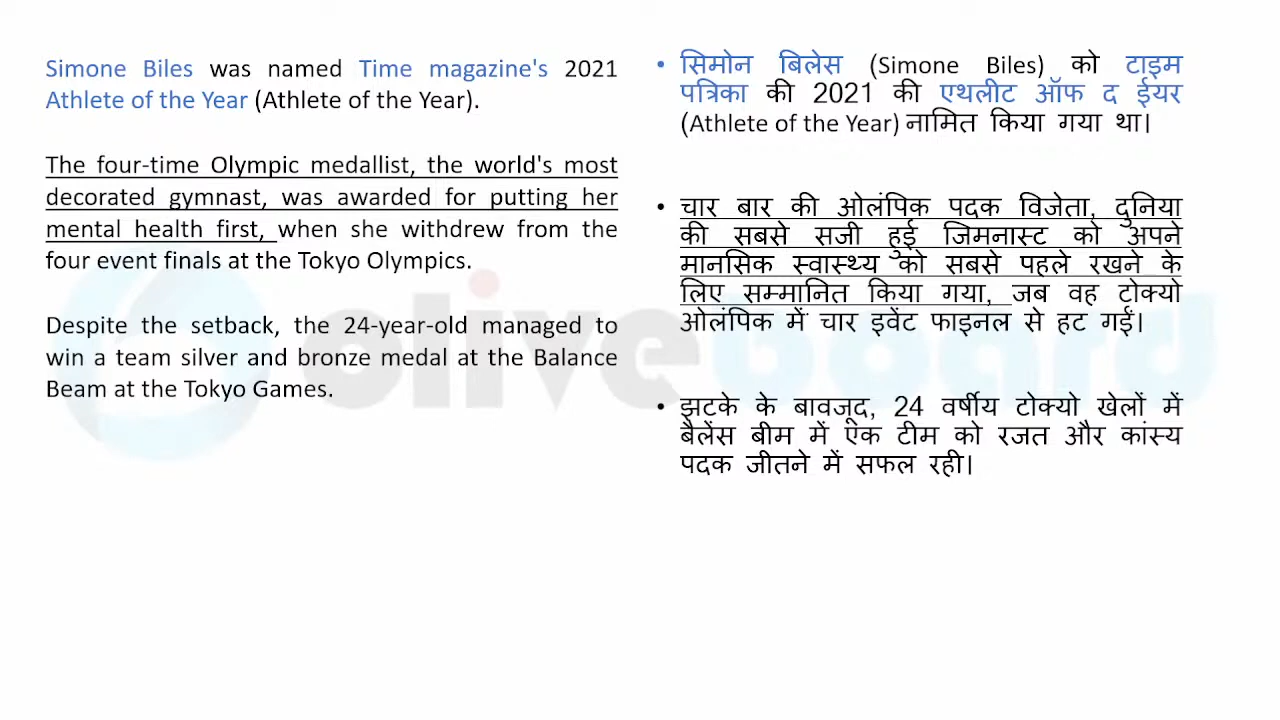 Simone Biles was named Time magazine's 2021
Athlete of the Year (Athlete of the Year).
The four-time Olympic medallist, the world's most
decorated gymnast, was awarded for putting her
mental health first, when she withdrew from the
four event finals at the Tokyo Olympics.
Despite the setback, the 24-year-old managed to
win a team silver and bronze medal at the Balance
Beam at the Tokyo Games.
• सिमोन बिलेस (Simone Biles) को टाइम
पत्रिका की 2021 की एथलीट ऑफ द ईयर
(Athlete of the Year) नामित किया गया था।
• चार बार की ओलंपिक पदक विजेता, दुनिया
की सबसे सजी हुई जिमनास्ट को अपने
मानसिक स्वास्थ्य को सबसे पहले रखने के
लिए सम्मानित किया गया, जब वह टोक्यो
ओलंपिक में चार इवेंट फाइनल से हट गईं।
• झटके के बावजूद, 24 वर्षीय टोक्यो खेलों में
बैलेंस बीम में एक टीम को रजत और कांस्य
पदक जीतने में सफल रही।
oliveboard